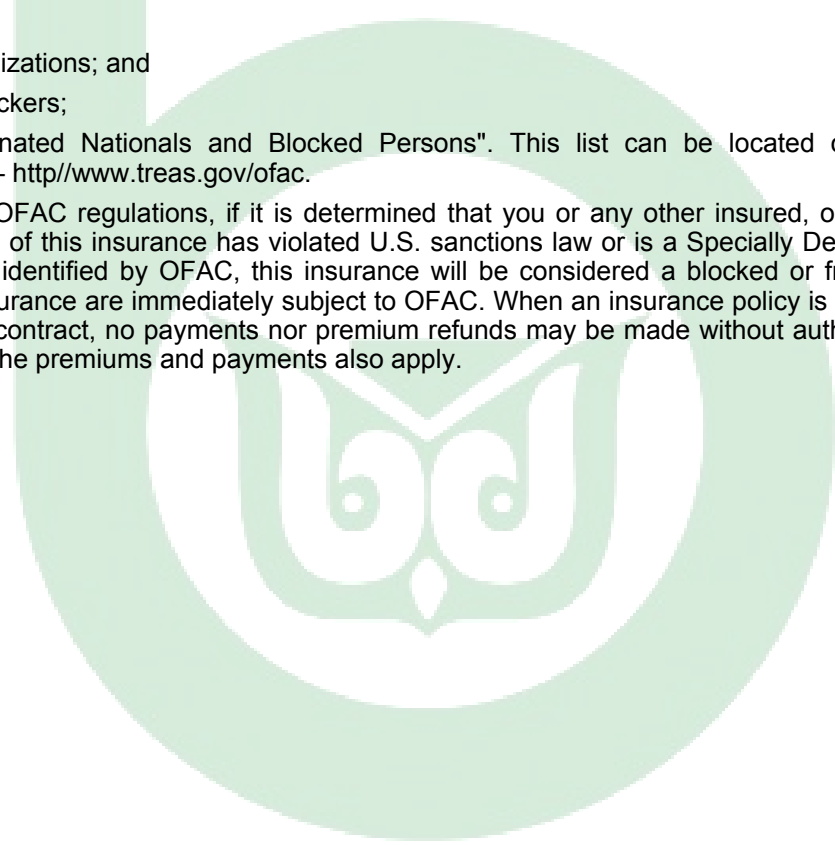 izations; and
ckers;
nated Nationals and Blocked Persons". This list can be located o
- http//www.treas.gov/ofac.
OFAC regulations, if it is determined that you or any other insured, o
of this insurance has violated U.S. sanctions law or is a Specially De
identified by OFAC, this insurance will be considered a blocked or fr
urance are immediately subject to OFAC. When an insurance policy is
contract, no payments nor premium refunds may be made without auth
he premiums and payments also apply.